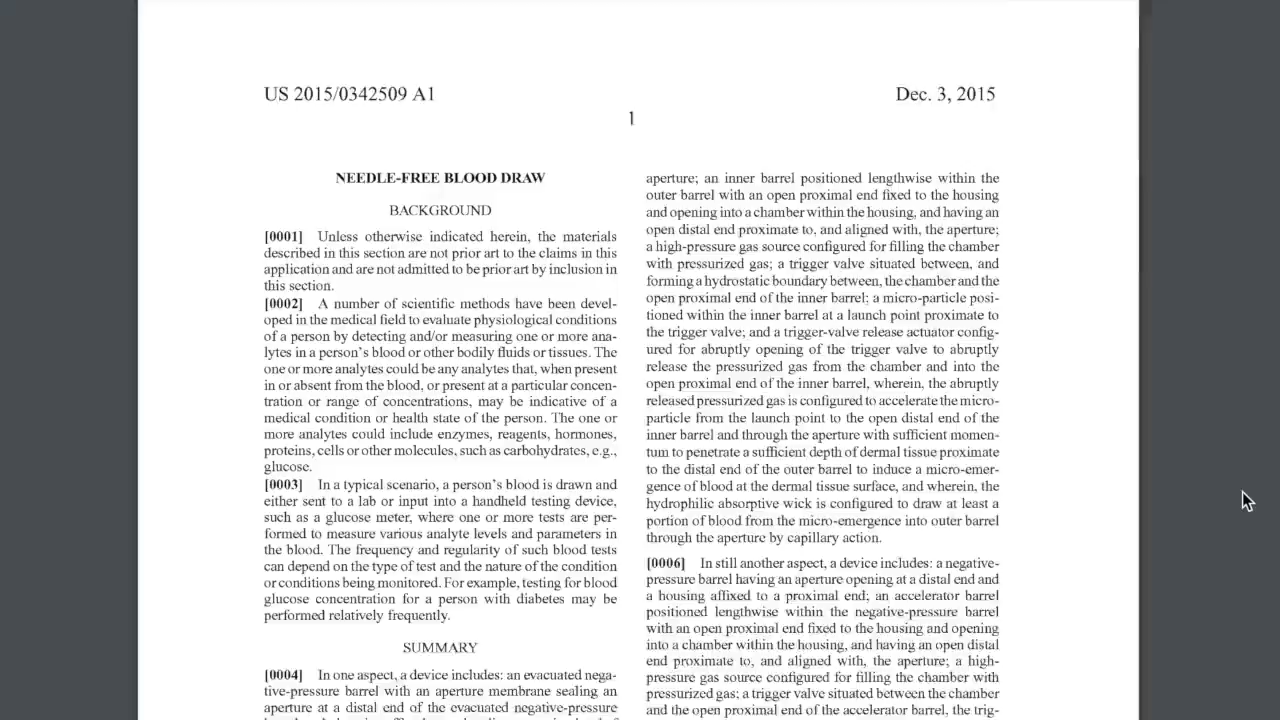 US 2015/0342509 A1
Dec. 3, 2015
1
NEEDLE-FREE BLOOD DRAW
BACKGROUND
[0001] Unless otherwise indicated herein, the materials
described in this section are not prior art to the claims in this
application and are not admitted to be prior art by inclusion in
this section.
[0002] A number of scientific methods have been devel-
oped in the medical field to evaluate physiological conditions
of a person by detecting and/or measuring one or more ana-
lytes in a person's blood or other bodily fluids or tissues. The
one or more analytes could be any analytes that, when present
in or absent from the blood, or present at a particular concen-
tration or range of concentrations, may be indicative of a
medical condition or health state of the person. The one or
more analytes could include enzymes, reagents, hormones,
proteins, cells or other molecules, such as carbohydrates, e.g.,
glucose.
[0003] In a typical scenario, a person's blood is drawn and
either sent to a lab or input into a handheld testing device,
such as a glucose meter, where one or more tests are per-
formed to measure various analyte levels and parameters in
the blood. The frequency and regularity of such blood tests
can depend on the type of test and the nature of the condition
or conditions being monitored. For example, testing for blood
glucose concentration for a person with diabetes may be
performed relatively frequently.
SUMMARY
[0004] In one aspect, a device includes: an evacuated nega-
tive-pressure barrel with an aperture membrane sealing an
aperture at a distal end of the evacuated negative-pressure
aperture; an inner barrel positioned lengthwise within the
outer barrel with an open proximal end fixed to the housing
and opening into a chamber within the housing, and having an
open distal end proximate to, and aligned with, the aperture;
a high-pressure gas source configured for filling the chamber
with pressurized gas; a trigger valve situated between, and
forming a hydrostatic boundary between, the chamber and the
open proximal end of the inner barrel; a micro-particle posi-
tioned within the inner barrel at a launch point proximate to
the trigger valve; and a trigger-valve release actuator config-
ured for abruptly opening of the trigger valve to abruptly
release the pressurized gas from the chamber and into the
open proximal end of the inner barrel, wherein, the abruptly
released pressurized gas is configured to accelerate the micro-
particle from the launch point to the open distal end of the
inner barrel and through the aperture with sufficient momen-
tum to penetrate a sufficient depth of dermal tissue proximate
to the distal end of the outer barrel to induce a micro-emer-
gence of blood at the dermal tissue surface, and wherein, the
hydrophilic absorptive wick is configured to draw at least a
portion of blood from the micro-emergence into outer barrel
through the aperture by capillary action.
[0006] In still another aspect, a device includes: a negative-
pressure barrel having an aperture opening at a distal end and
a housing affixed to a proximal end; an accelerator barrel
positioned lengthwise within the negative-pressure barrel
with an open proximal end fixed to the housing and opening
into a chamber within the housing, and having an open distal
end proximate to, and aligned with, the aperture; a high-
pressure gas source configured for filling the chamber with
pressurized gas; a trigger valve situated between the chamber
and the open proximal end of the accelerator barrel, the trig-